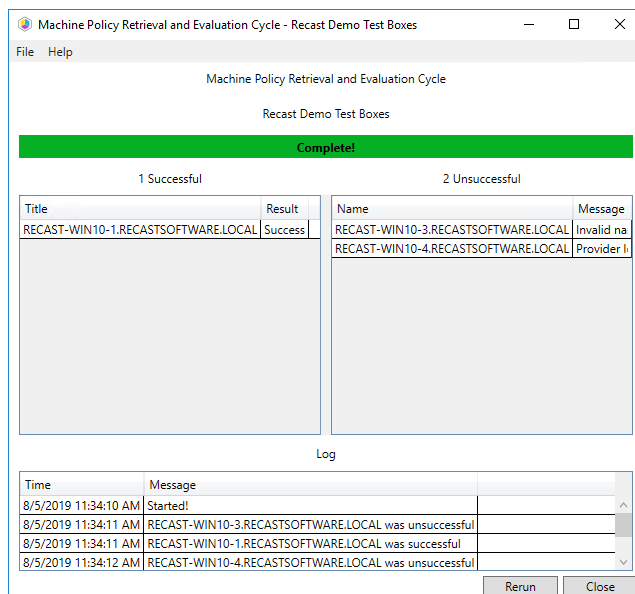 Machine Policy Retrieval and Evaluation Cycle - Recast Demo Test Boxes
File Help
Machine Policy Retrieval and Evaluation Cycle
Recast Demo Test Boxes
Complete!
1 Successful
2 Unsuccessful
Title Result
RECAST-WIN10-1.RECASTSOFTWARE.LOCAL Success
Name Message
RECAST-WIN10-3.RECASTSOFTWARE.LOCAL Invalid na
RECAST-WIN10-4.RECASTSOFTWARE.LOCAL Provider
Log
Time Message
8/5/2019 11:34:10 AM Started!
8/5/2019 11:34:11 AM RECAST-WIN10-3.RECASTSOFTWARE.LOCAL was unsuccessful
8/5/2019 11:34:11 AM RECAST-WIN10-1.RECASTSOFTWARE.LOCAL was successful
8/5/2019 11:34:12 AM RECAST-WIN10-4.RECASTSOFTWARE.LOCAL was unsuccessful
Rerun Close